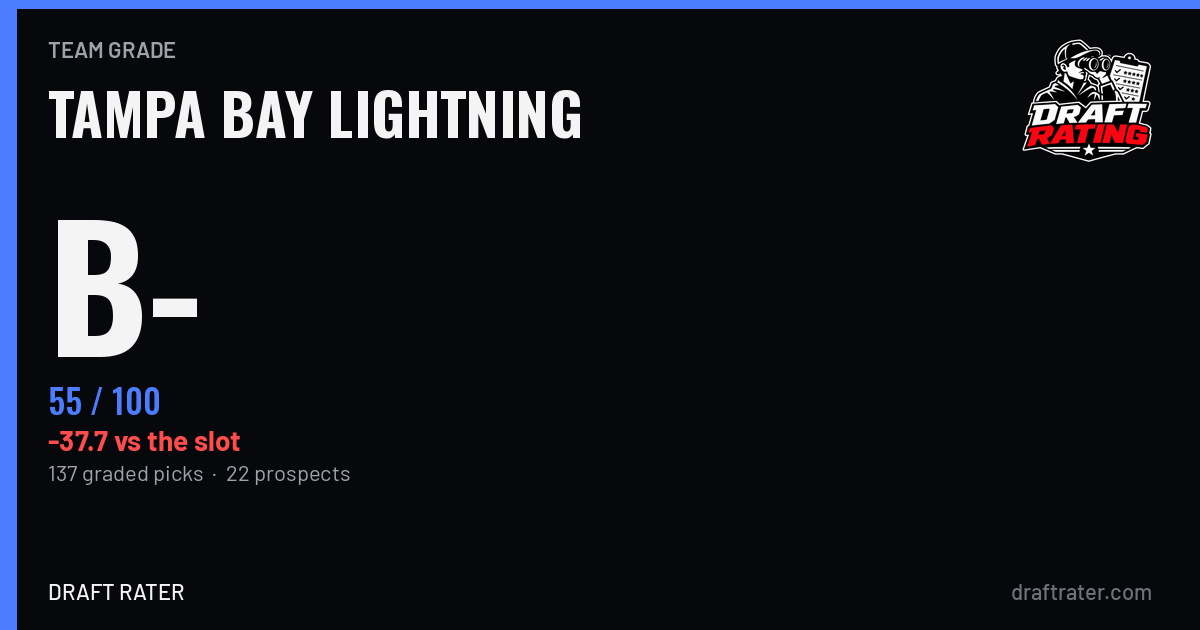 TEAM GRADE
TAMPA BAY LIGHTNING
DRAFT
RATING
B-
55 / 100
-37.7 vs the slot
137 graded picks · 22 prospects
DRAFT RATER
draftrater.com